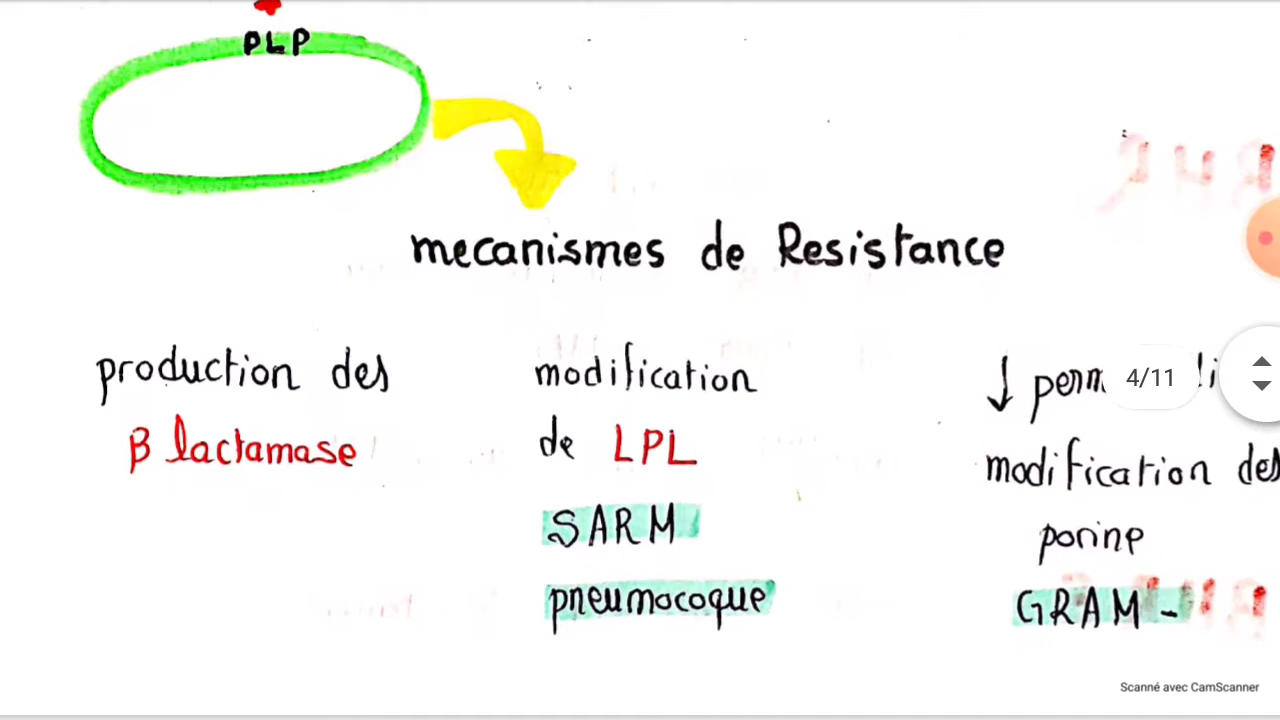 PLP
mecanismes de Resistance
production des
β lactamase
modification
de LPL
SARM
pneumocoque
↓
modification des
porine
GRAM -
4/11
Scanné avec CamScanner